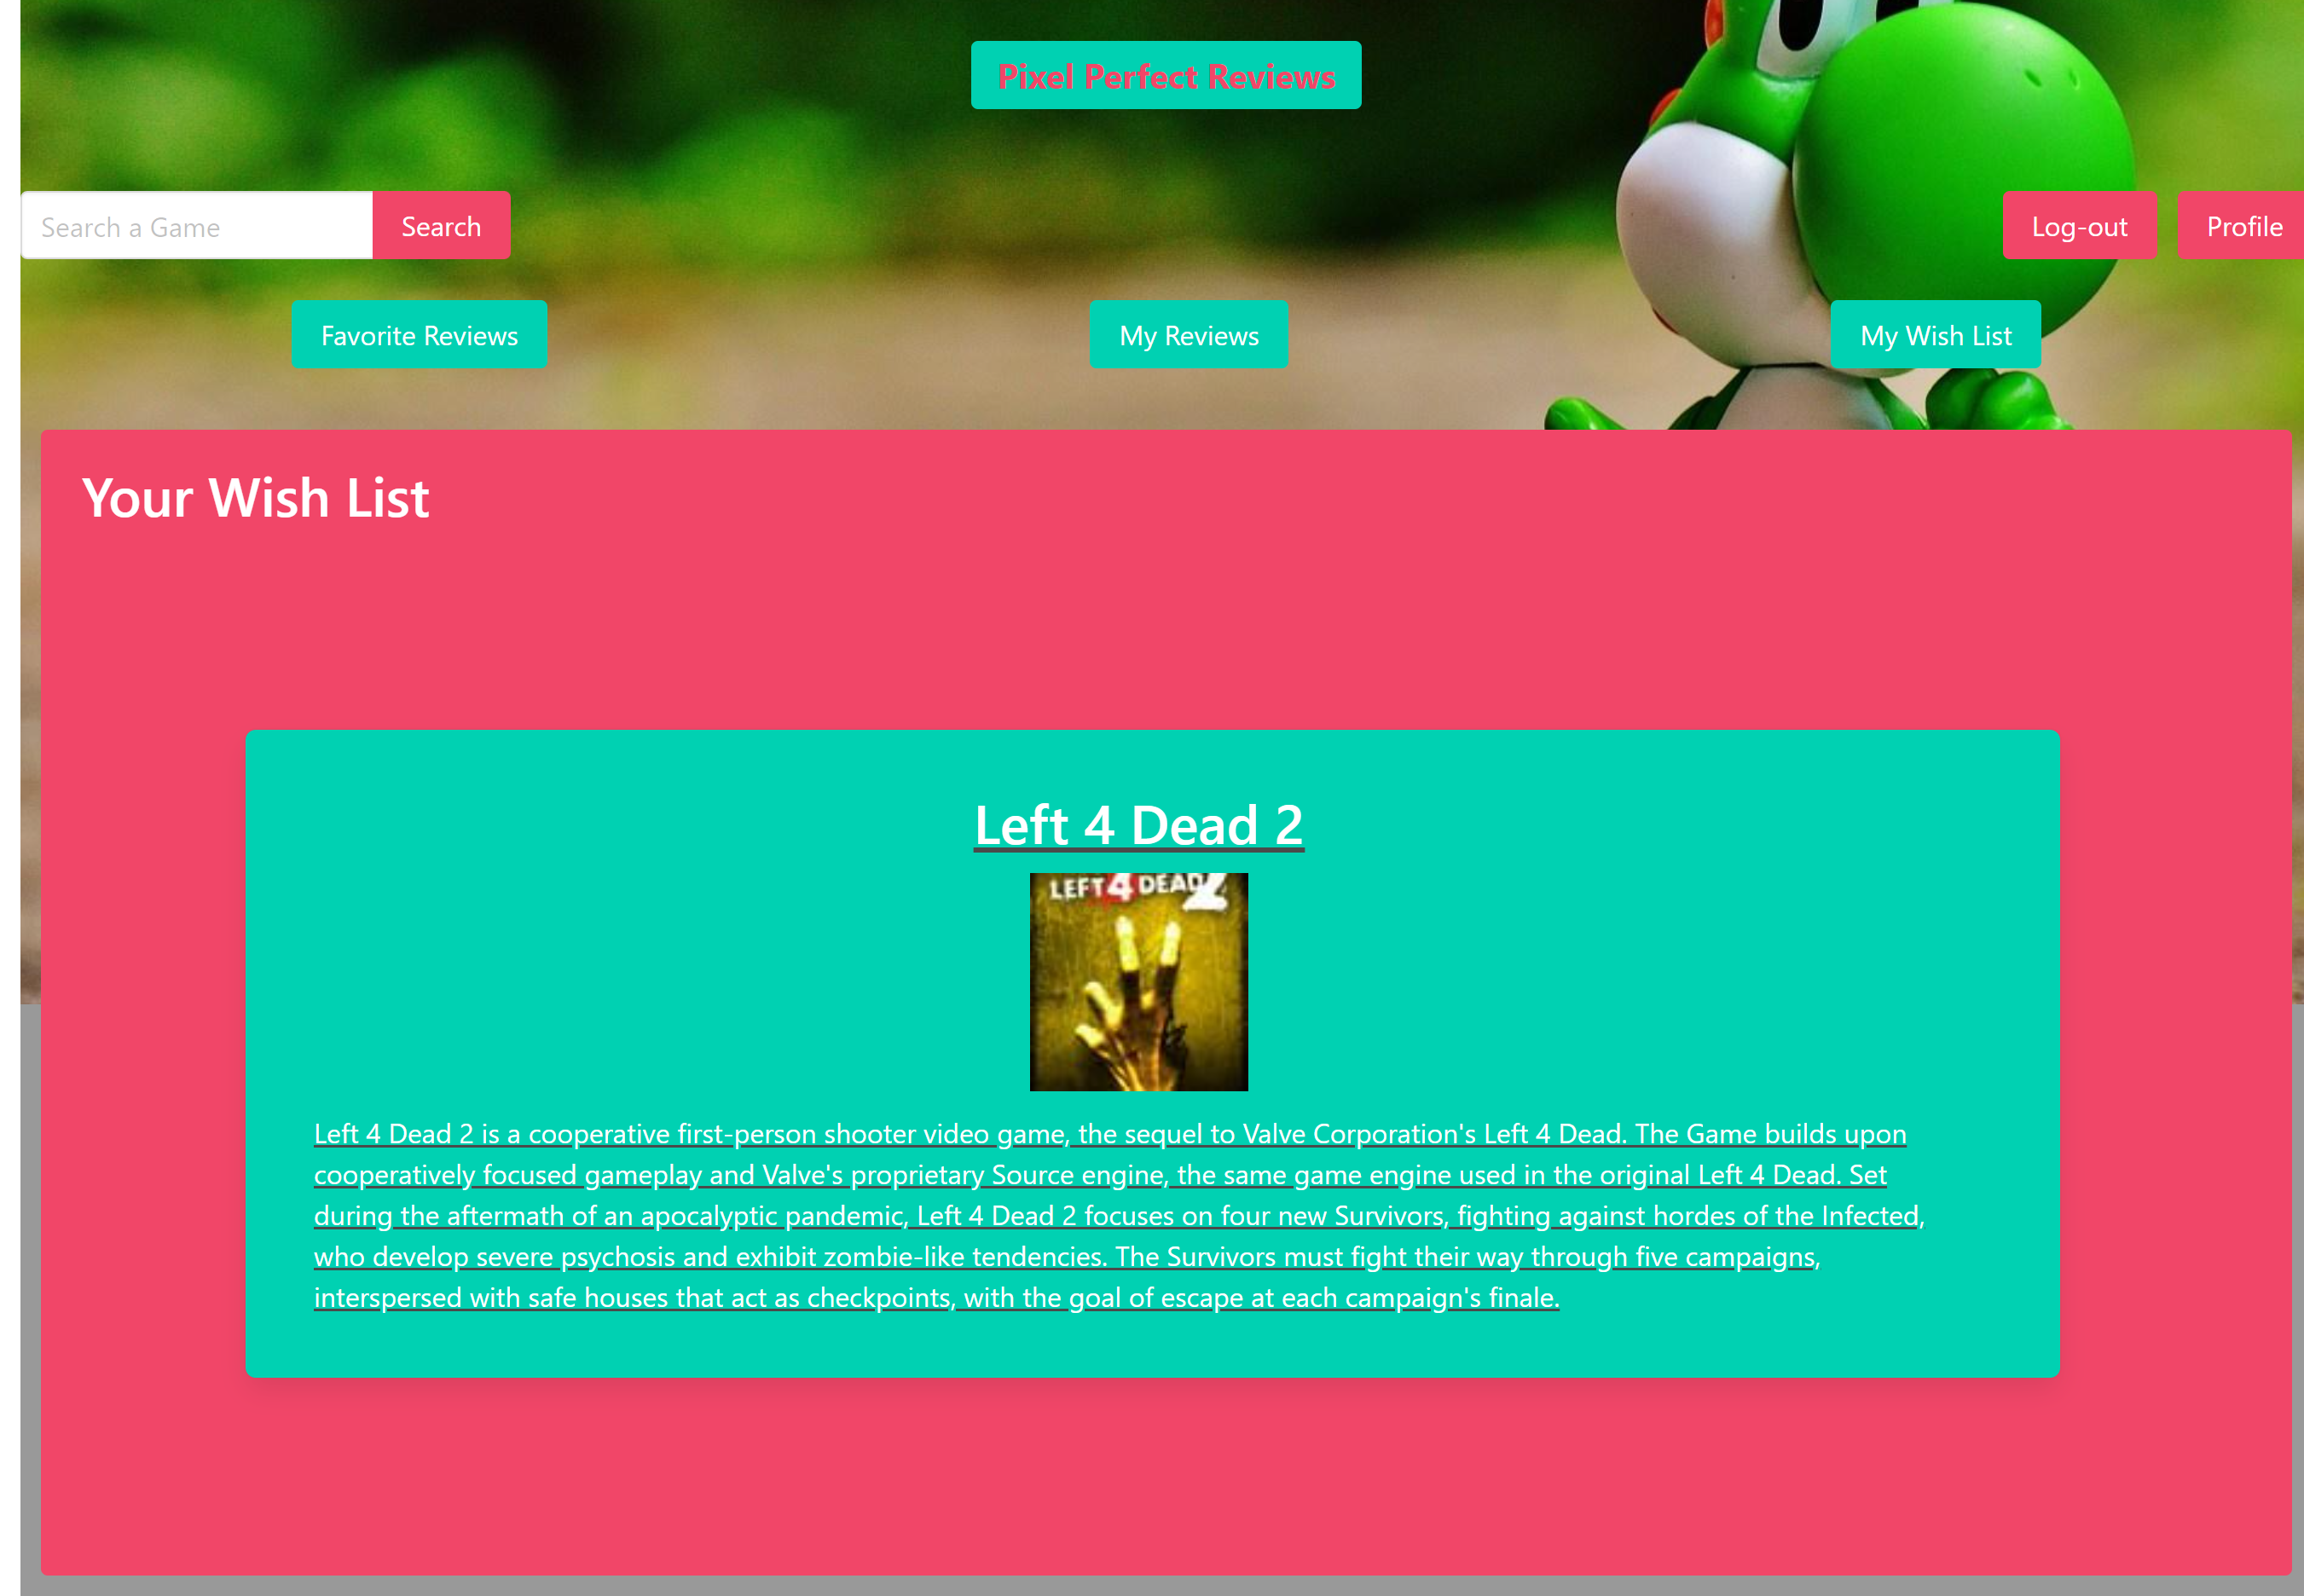 Pixel Perfect Reviews
Search a Game
Search
Log-out
Profile
Favorite Reviews
My Reviews
My Wish List
Your Wish List
Left 4 Dead 2
LEFT 4 DEAD 2
Left 4 Dead 2 is a cooperative first-person shooter video game, the sequel to Valve Corporation's Left 4 Dead. The Game builds upon
cooperatively focused gameplay and Valve's proprietary Source engine, the same game engine used in the original Left 4 Dead. Set
during the aftermath of an apocalyptic pandemic, Left 4 Dead 2 focuses on four new Survivors, fighting against hordes of the Infected,
who develop severe psychosis and exhibit zombie-like tendencies. The Survivors must fight their way through five campaigns,
interspersed with safe houses that act as checkpoints, with the goal of escape at each campaign's finale.